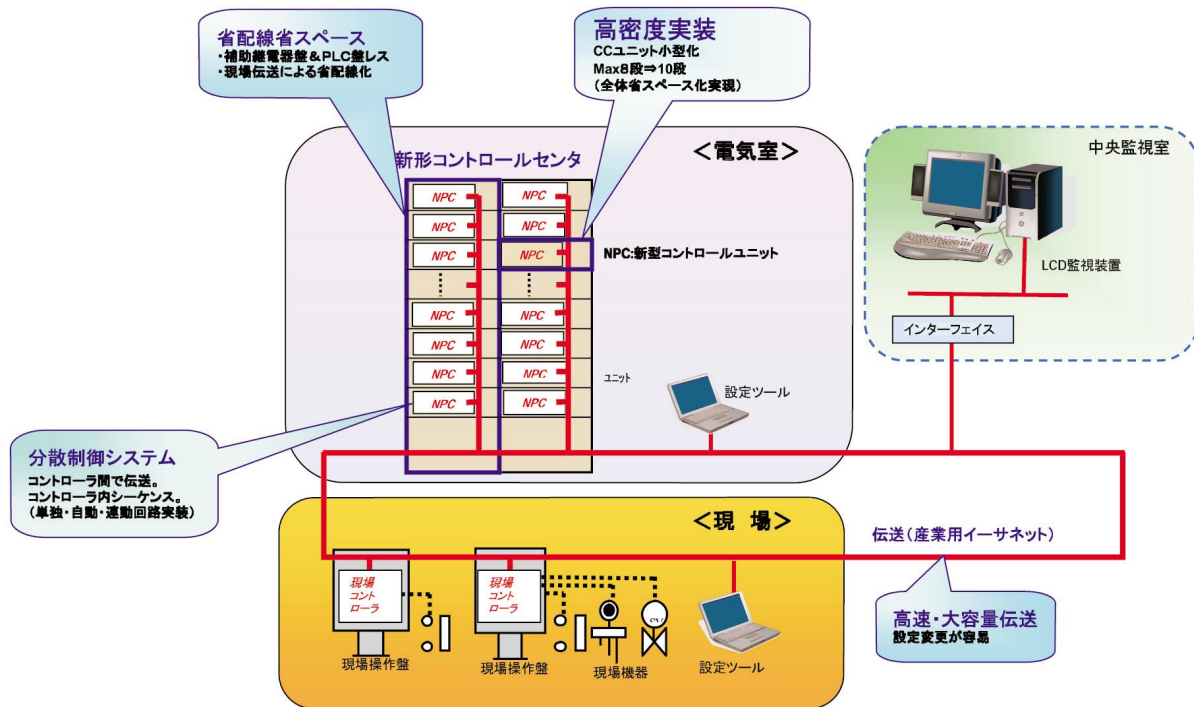 省配線省スペース
・補助継電器盤&PLC盤レス
・現場伝送による省配線化
高密度実装
CCユニット小型化
Max8段⇒10段
(全体省スペース化実現)
<電気室>
新形コントロールセンタ
NPC
NPC
NPC
NPC
NPC
NPC
NPC:新型コントロールユニット
NPC
NPC
NPC
NPC
NPC
NPC
ユニット
NPC
NPC
設定ツール
中央監視室
LCD監視装置
インターフェイス
分散制御システム
コントローラ間で伝送。
コントローラ内シーケンス。
(単独・自動・連動回路実装)
<現 場>
伝送(産業用イーサネット)
現場
コント
ローラ
現場
コント
ローラ
現場操作盤
現場操作盤
現場機器
設定ツール
高速・大容量伝送
設定変更が容易